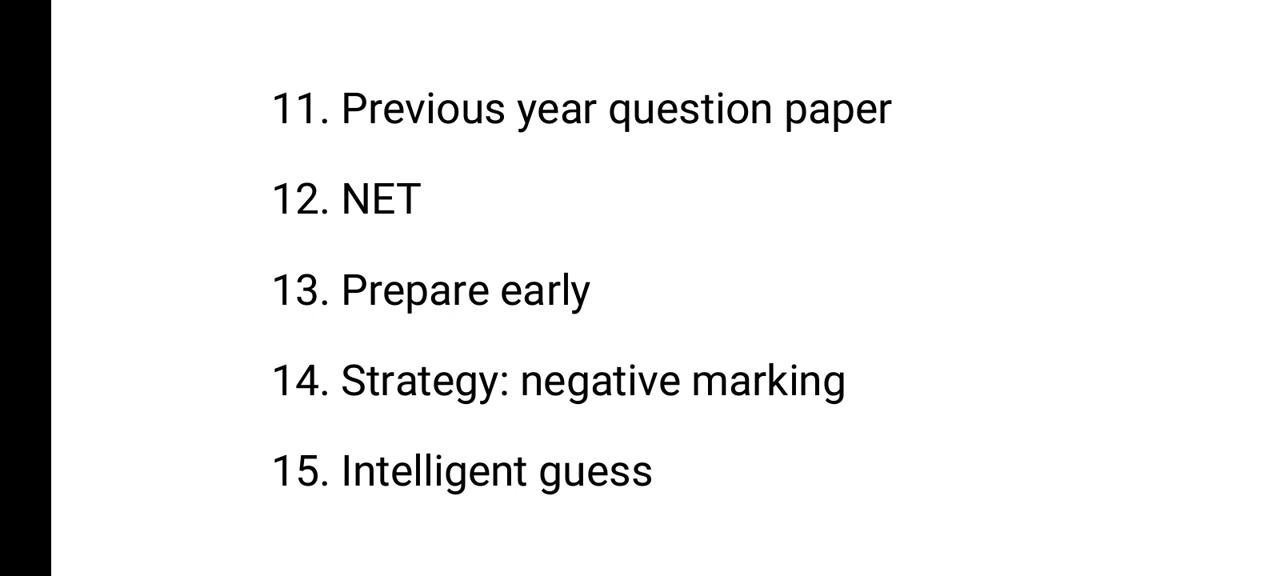 11. Previous year question paper
12. NET
13. Prepare early
14. Strategy: negative marking
15. Intelligent guess